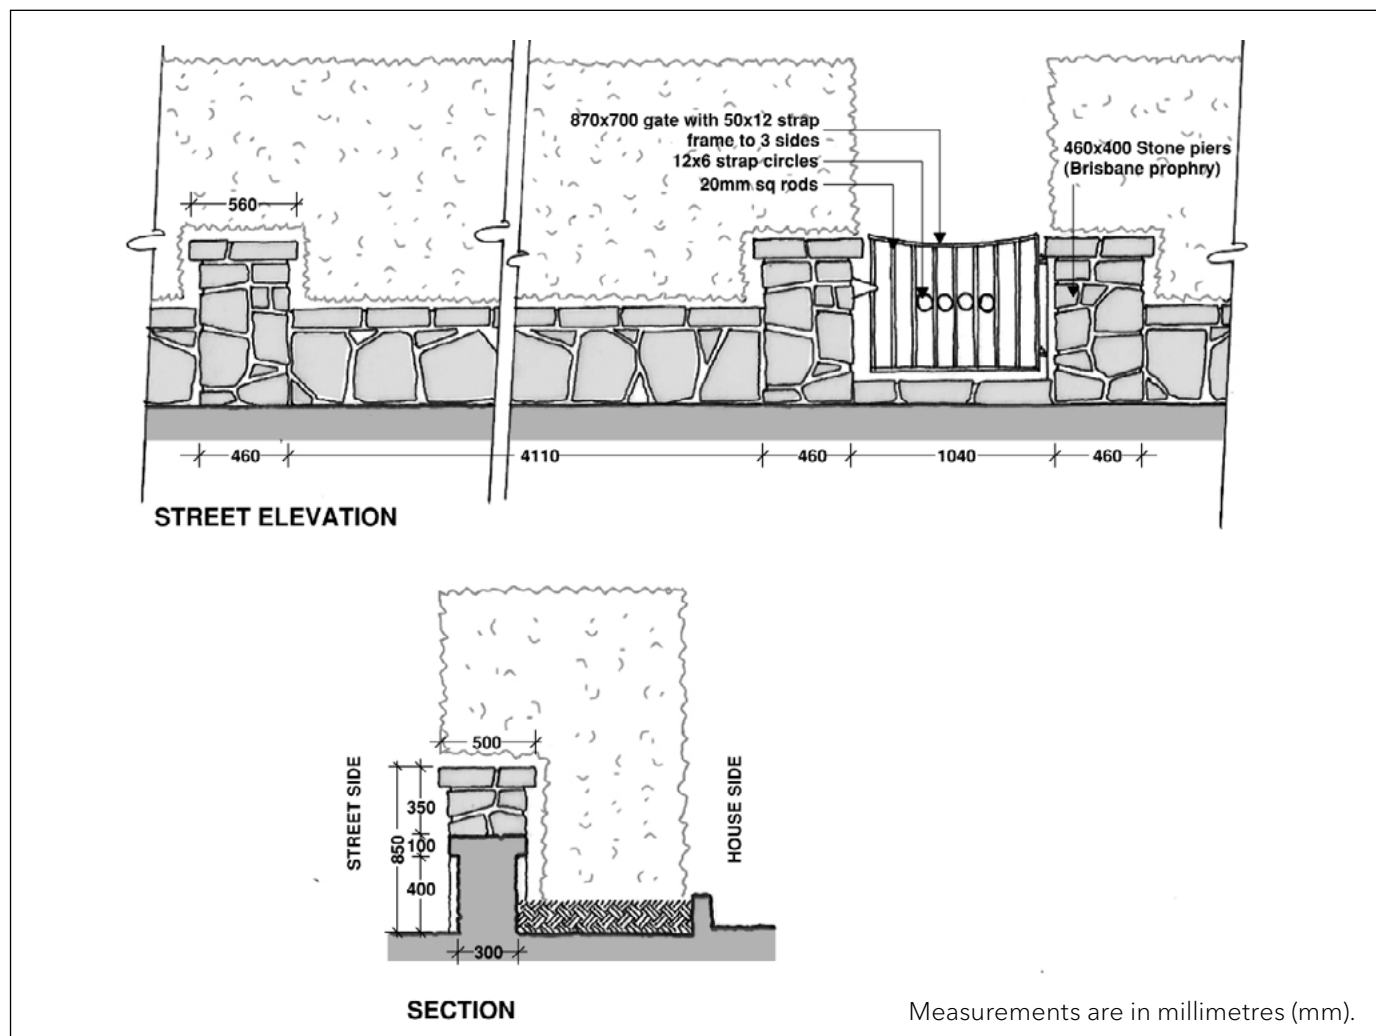 870x700 gate with 50x12 strap
frame to 3 sides
12x6 strap circles
20mm sq rods
460x400 Stone piers
(Brisbane prophry)
560
460
4110
460
1040
460
STREET ELEVATION
500
STREET SIDE
HOUSE SIDE
850
350
100
400
300
SECTION
Measurements are in millimetres (mm).